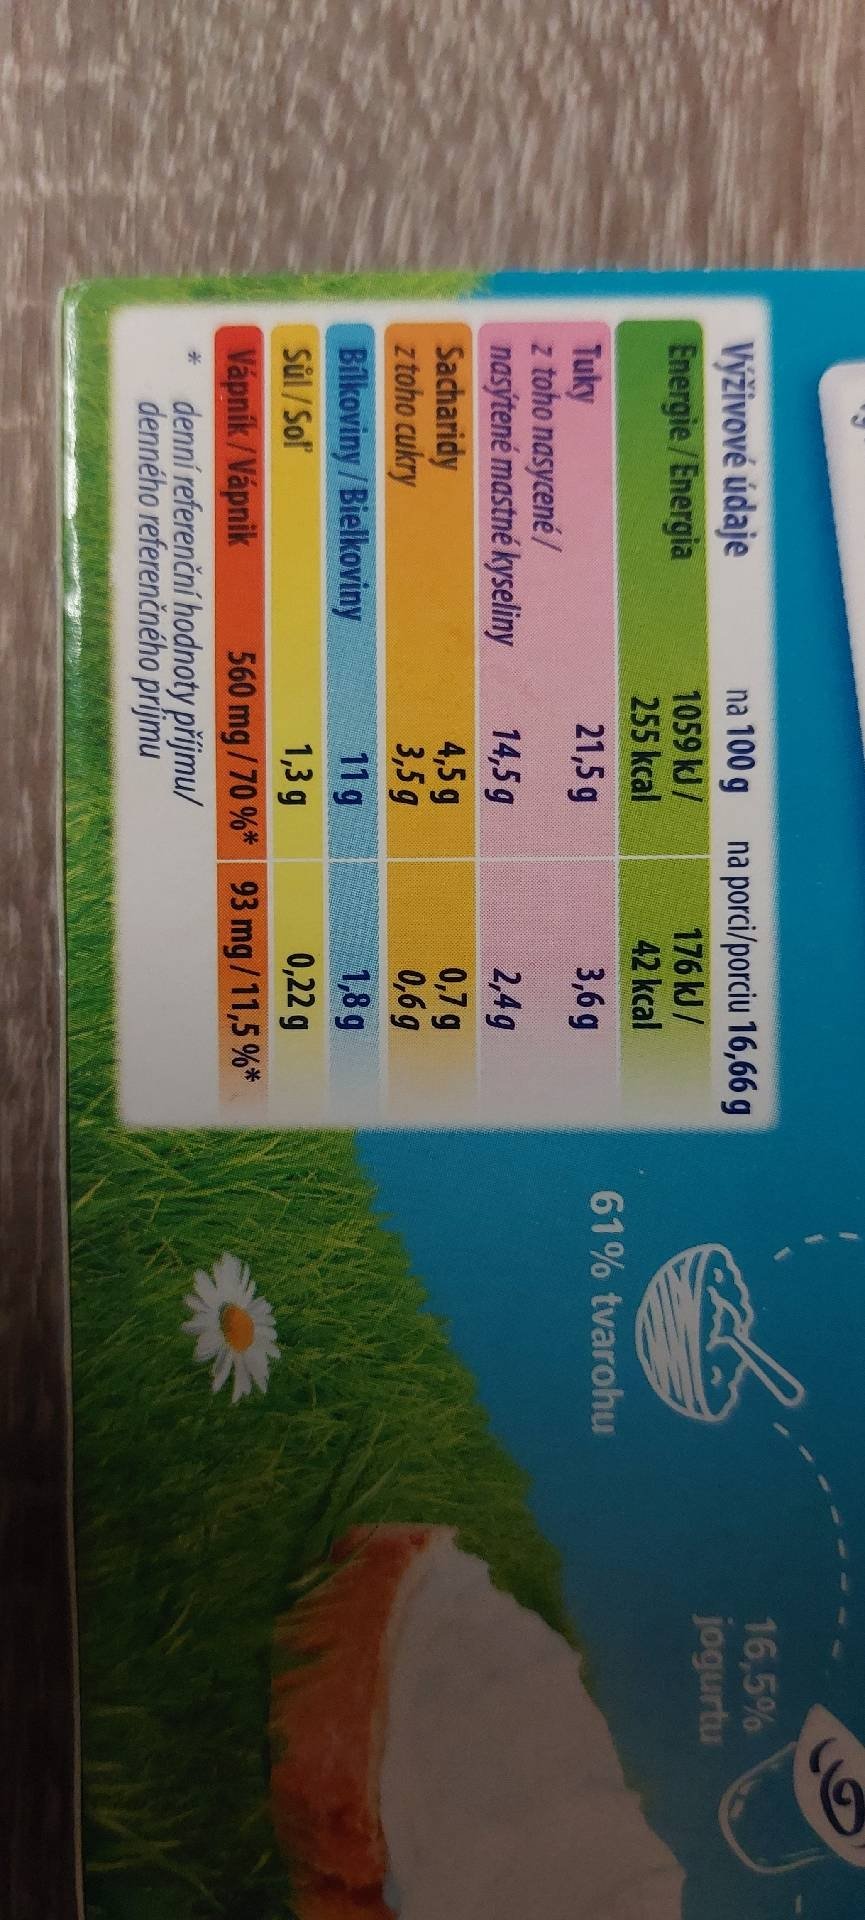 Výživové údaje na 100 g na porci/porciu 16,66 g
Energie / Energia 1059 kJ / 176 kJ /
255 kcal 42 kcal
Tuky 21,5 g 3,6 g
z toho nasycené /
nasýtené mastné kyseliny 14,5 g 2,4 g
Sacharidy 4,5 g 0,7 g
z toho cukry 3,5 g 0,6 g
Bílkoviny / Bielkoviny 11 g 1,8 g
Sůl / Soľ 1,3 g 0,22 g
Vápník / Vápnik 560 mg / 70 %* 93 mg / 11,5 %*
* denní referenční hodnoty příjmu/
denného referenčného príjmu
61% tvarohu
16,5%
jogurtu